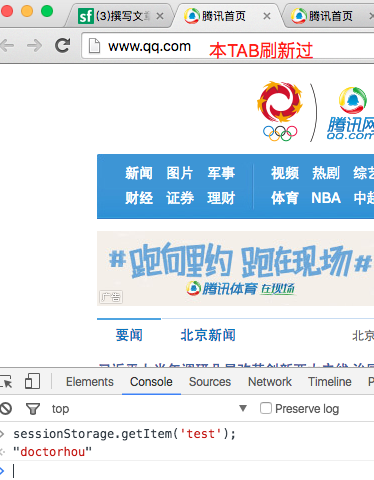 (3)撰写文章
腾讯首页
腾讯首页
www.qq.com
本TAB刷新过
腾讯网
QQ.COM
新闻 图片 军事 视频 热剧 综艺
财经 证券 理财 体育 NBA 中超
#跑向里约 跑在现场#
腾讯体育 在现场
广告
要闻 北京新闻 北京
Elements Console Sources Network Timeline P
top
Preserve log
sessionStorage.getItem('test');
"doctorhou"